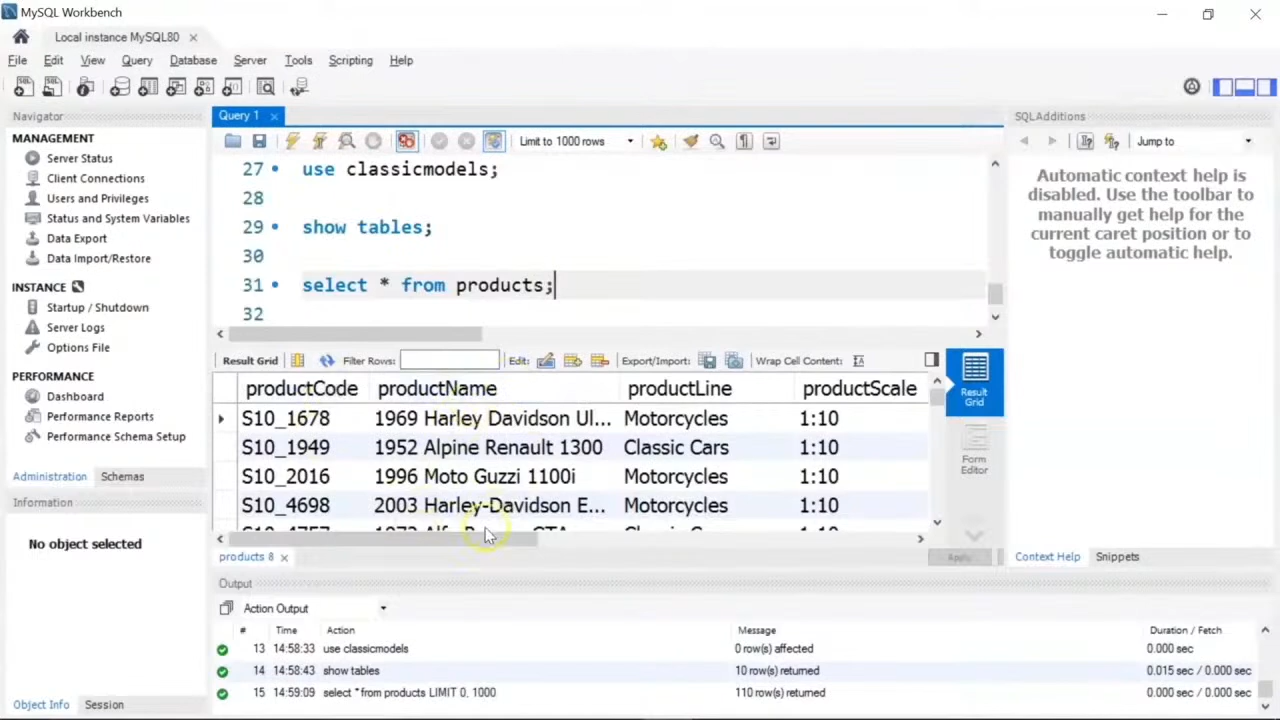 MySQL Workbench
Local instance MySQL80
File Edit View Query Database Server Tools Scripting Help
Navigator
MANAGEMENT
Server Status
Client Connections
Users and Privileges
Status and System Variables
Data Export
Data Import/Restore
INSTANCE
Startup / Shutdown
Server Logs
Options File
PERFORMANCE
Dashboard
Performance Reports
Performance Schema Setup
Administration Schemas
Information
No object selected
Object Info Session
Query 1
Limit to 1000 rows
27 use classicmodels;
28
29 show tables;
30
31 select * from products;
32
Result Grid Filter Rows: Edit: Export/Import: Wrap Cell Content:
productCode productName productLine productScale
S10_1678 1969 Harley Davidson Ul... Motorcycles 1:10
S10_1949 1952 Alpine Renault 1300 Classic Cars 1:10
S10_2016 1996 Moto Guzzi 1100i Motorcycles 1:10
S10_4698 2003 Harley-Davidson E... Motorcycles 1:10
Result Grid
Form Editor
products 8 Apply
Output
Action Output
# Time Action Message Duration / Fetch
13 14:58:33 use classicmodels 0 row(s) affected 0.000 sec
14 14:58:43 show tables 10 row(s) returned 0.015 sec / 0.000 sec
15 14:59:09 select * from products LIMIT 0, 1000 110 row(s) returned 0.000 sec / 0.000 sec
SQLAdditions
Jump to
Automatic context help is
disabled. Use the toolbar to
manually get help for the
current caret position or to
toggle automatic help.
Context Help Snippets